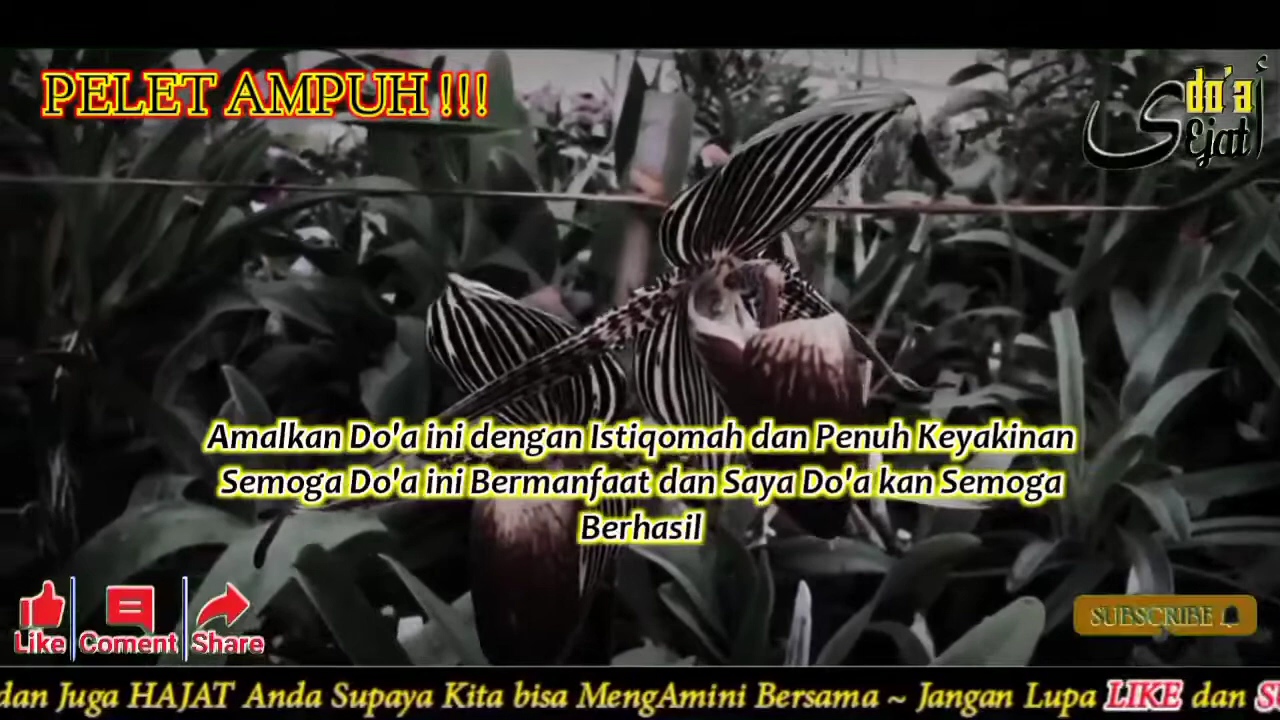 PELET AMPUH !!!
do'a
Ejati
Amalkan Do'a ini dengan Istiqomah dan Penuh Keyakinan
Semoga Do'a ini Bermanfaat dan Saya Do'a kan Semoga
Berhasil
Like Coment Share
SUBSCRIBE
dan Juga HAJAT Anda Supaya Kita bisa MengAmini Bersama ~ Jangan Lupa LIKE dan